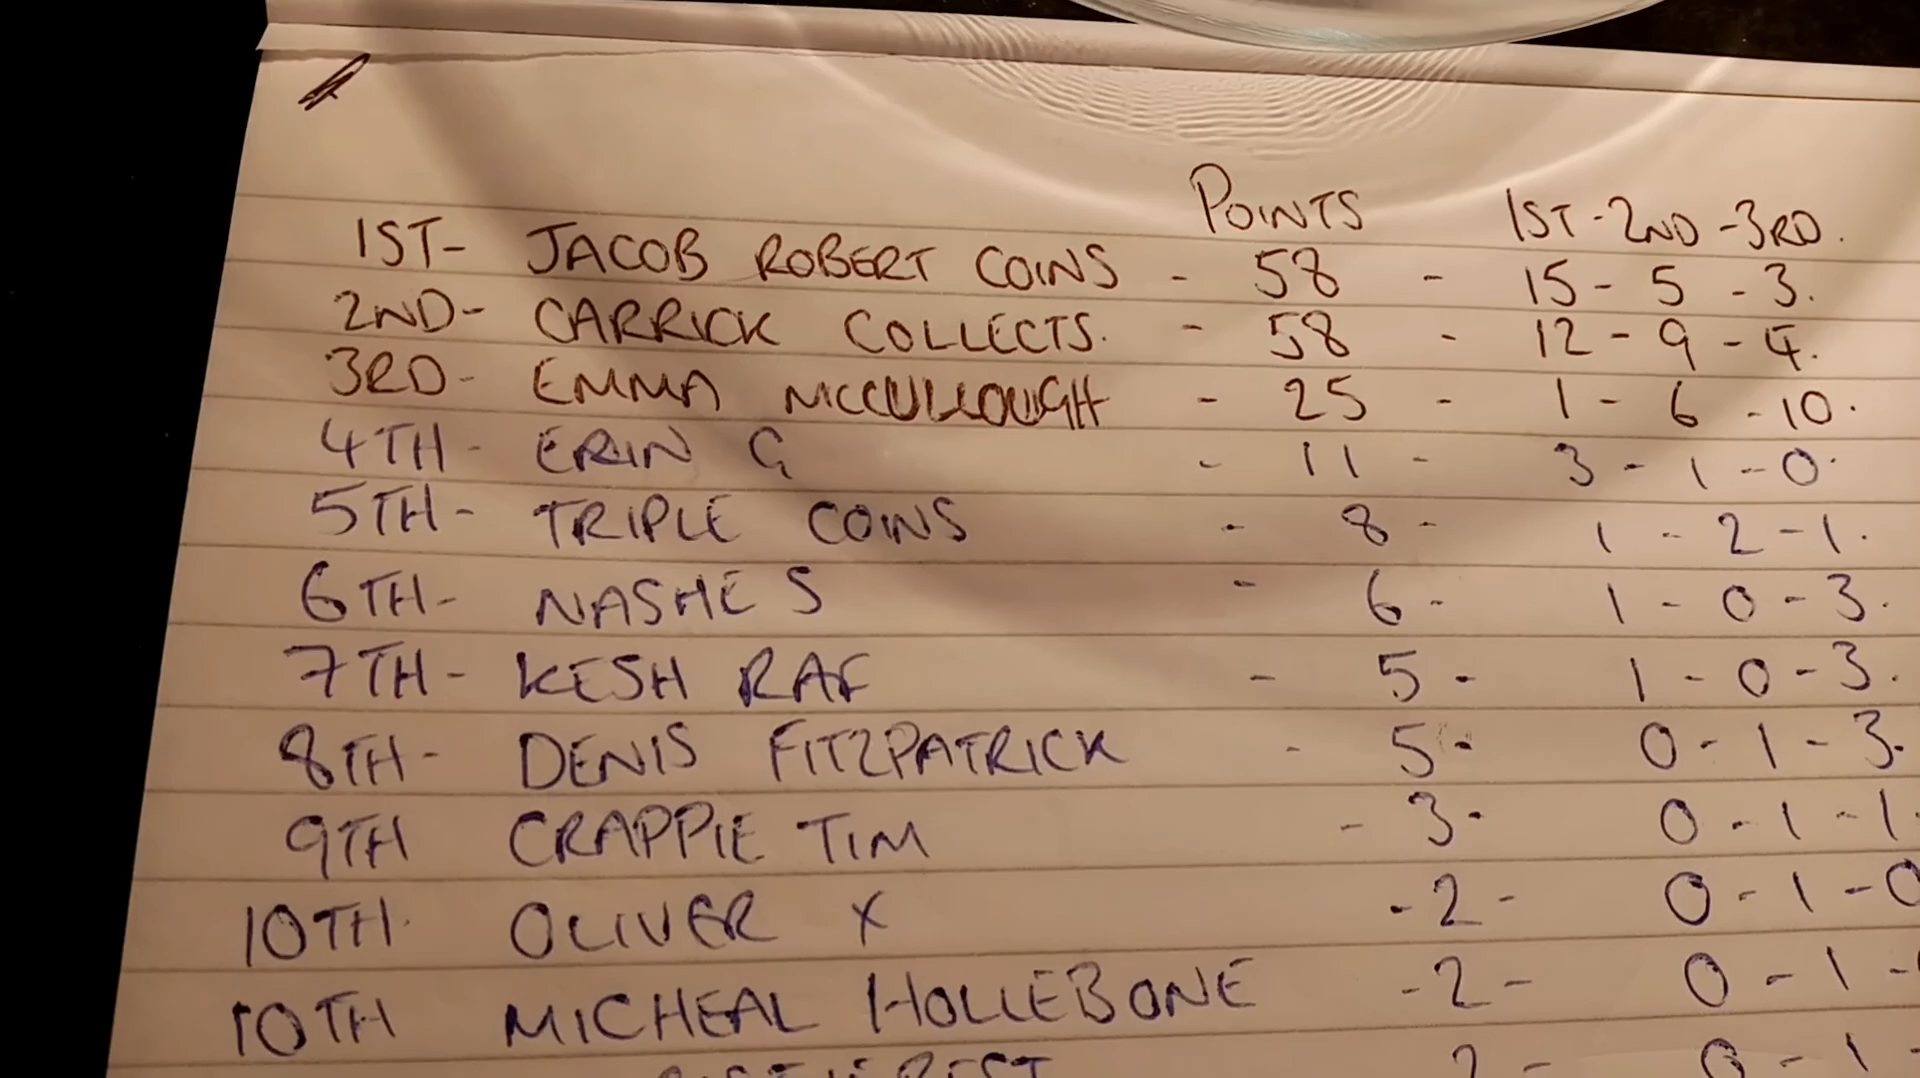 POINTS 1ST-2ND-3RD.
1ST- JACOB ROBERT COINS - 58 - 15 - 5 - 3.
2ND- CARRICK COLLECTS. - 58 - 12 - 9 - 4.
3RD- EMMA MCCULLOUGH - 25 - 1 - 6 - 10.
4TH- ERIN G - 11 - 3 - 1 - 0.
5TH- TRIPLE COINS - 8 - 1 - 2 - 1.
6TH- NASHE S - 6 - 1 - 0 - 3.
7TH- KESH RAF - 5 - 1 - 0 - 3.
8TH- DENIS FITZPATRICK - 5 - 0 - 1 - 3.
9TH CRAPPIE TIM - 3 - 0 - 1 - 1.
10TH. OLIVER X - 2 - 0 - 1 - 0
10TH MICHEAL HOLLEBONE - 2 - 0 - 1 -
2 - 0 - 1 -